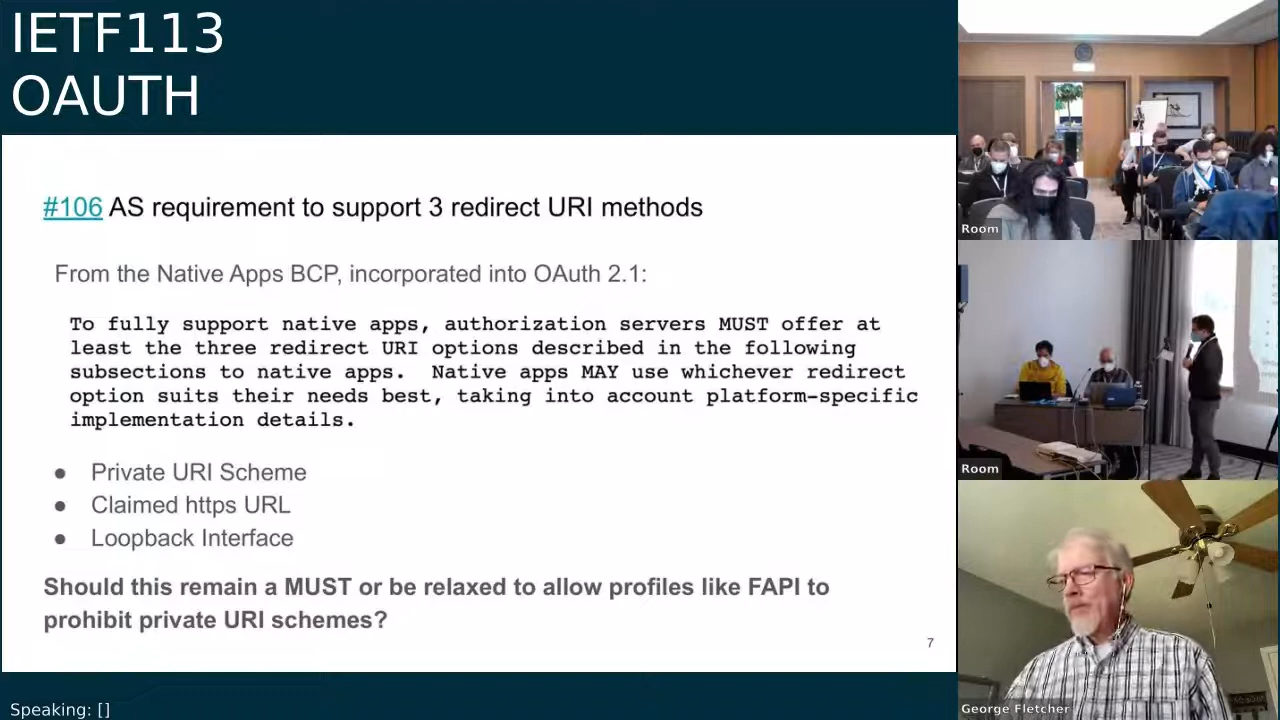 IETF113
OAUTH
#106 AS requirement to support 3 redirect URI methods
From the Native Apps BCP, incorporated into OAuth 2.1:
To fully support native apps, authorization servers MUST offer at
least the three redirect URI options described in the following
subsections to native apps.  Native apps MAY use whichever redirect
option suits their needs best, taking into account platform-specific
implementation details.
● Private URI Scheme
● Claimed https URL
● Loopback Interface
Should this remain a MUST or be relaxed to allow profiles like FAPI to
prohibit private URI schemes?
7
Speaking: []
Room
Room
George Fletcher